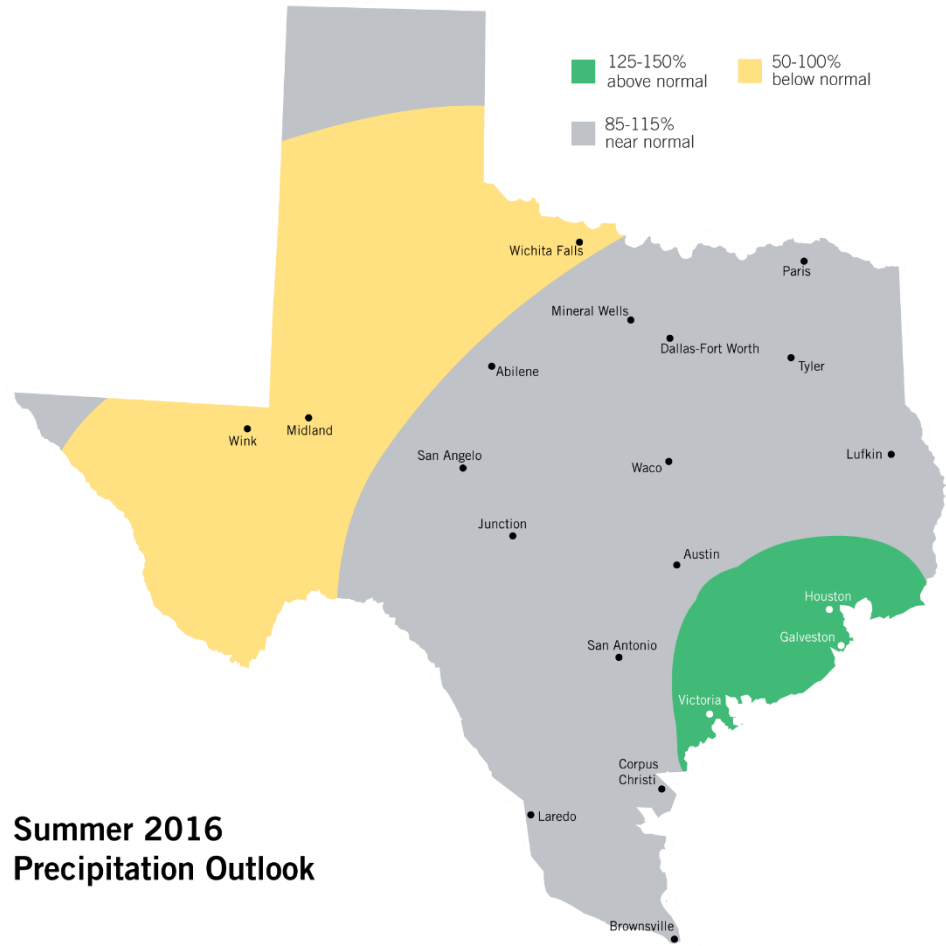 125-150%
above normal
50-100%
below normal
85-115%
near normal
Wichita Falls
Paris
Mineral Wells
Dallas-Fort Worth
Tyler
Abilene
Wink
Midland
San Angelo
Waco
Lufkin
Junction
Austin
Houston
Galveston
San Antonio
Victoria
Corpus
Christi
Laredo
Brownsville
Summer 2016
Precipitation Outlook